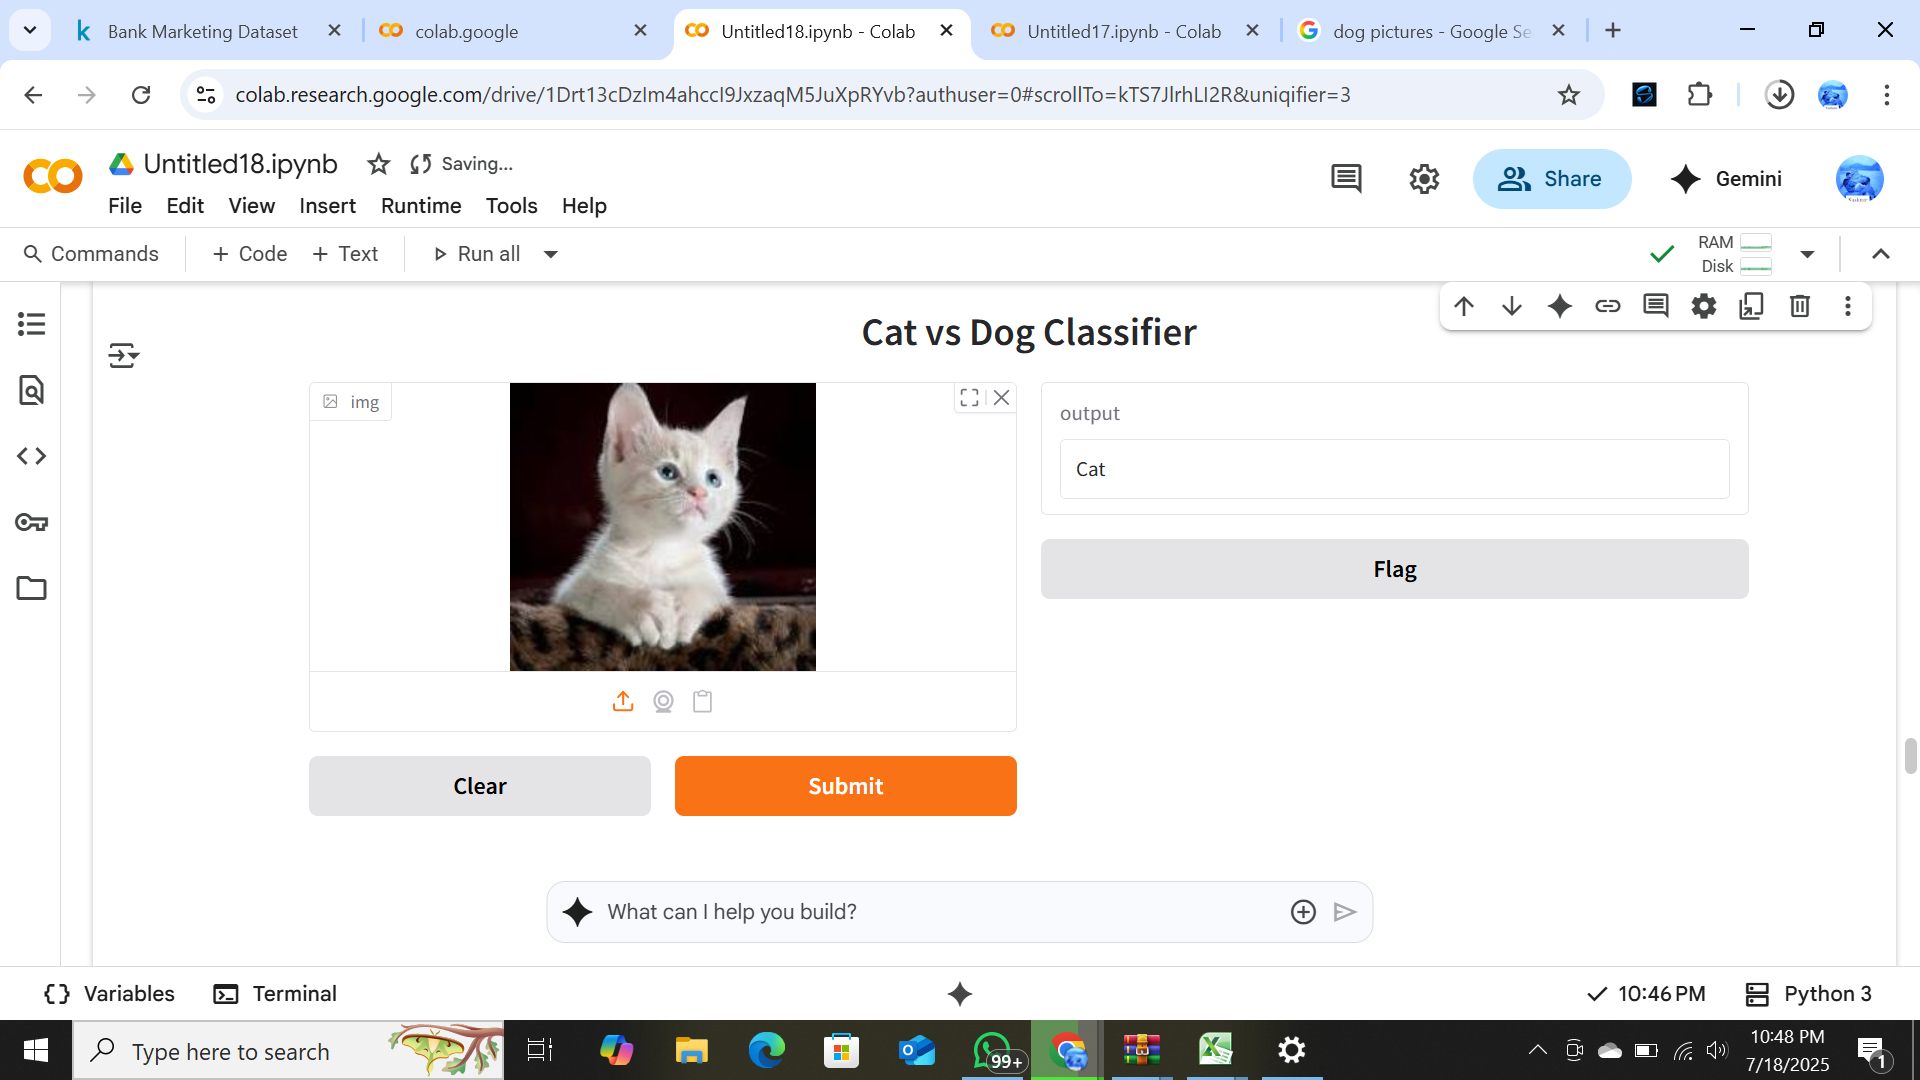 Bank Marketing Dataset
colab.google
Untitled18.ipynb - Colab
Untitled17.ipynb - Colab
dog pictures - Google Se
colab.research.google.com/drive/1Drt13cDzIm4ahccI9JxzaqM5JuXpRYvb?authuser=0#scrollTo=kTS7JlrhLI2R&uniqifier=3
Untitled18.ipynb
Saving...
File Edit View Insert Runtime Tools Help
Share
Gemini
Commands
+ Code
+ Text
Run all
RAM
Disk
Cat vs Dog Classifier
img
output
Cat
Flag
Clear
Submit
What can I help you build?
Variables
Terminal
10:46 PM
Python 3
Type here to search
99+
10:48 PM
7/18/2025
1